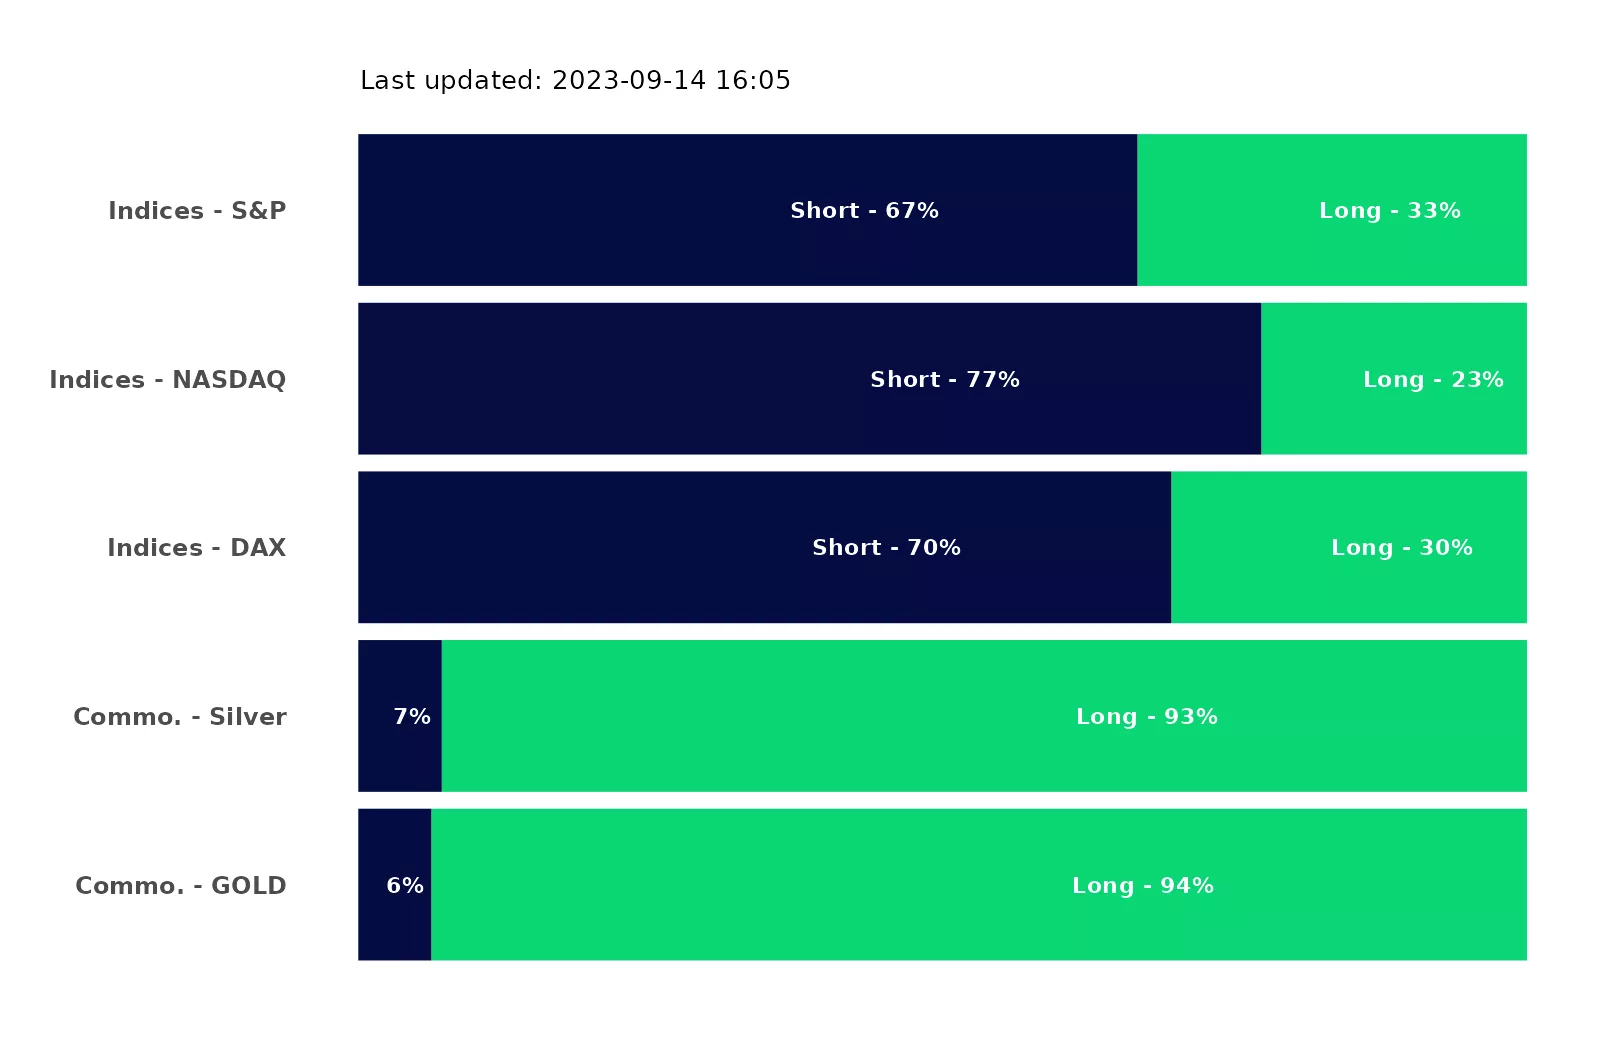 Last updated: 2023-09-14 16:05
Indices - S&P
Short - 67%
Long - 33%
Indices - NASDAQ
Short - 77%
Long - 23%
Indices - DAX
Short - 70%
Long - 30%
Commo. - Silver
7%
Long - 93%
Commo. - GOLD
6%
Long - 94%